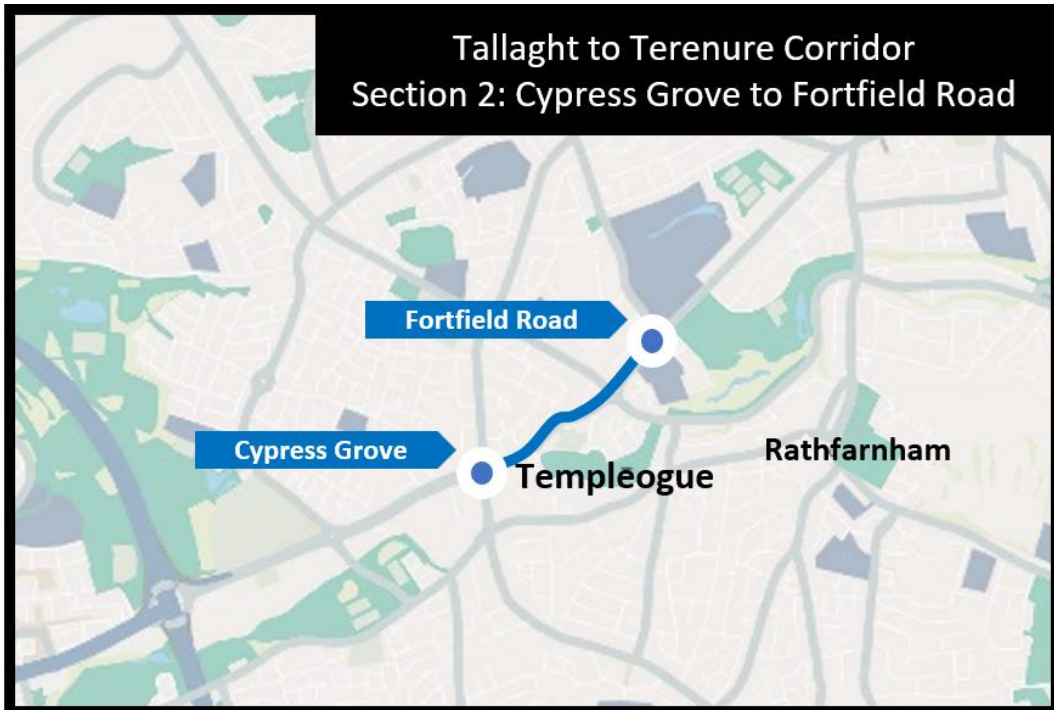 Tallaght to Terenure Corridor
Section 2: Cypress Grove to Fortfield Road
Fortfield Road
Cypress Grove
Templeogue
Rathfarnham